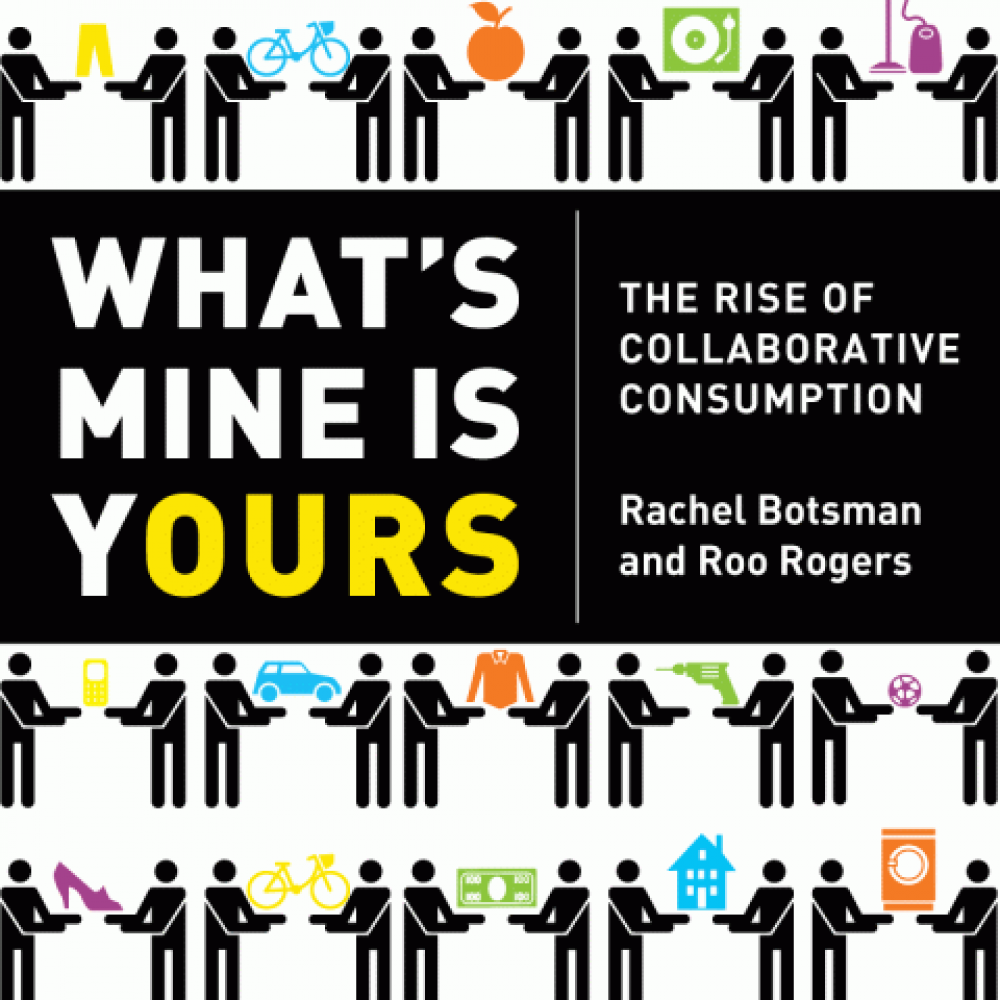 WHAT'S
MINE IS
YOURS
THE RISE OF
COLLABORATIVE
CONSUMPTION
Rachel Botsman
and Roo Rogers